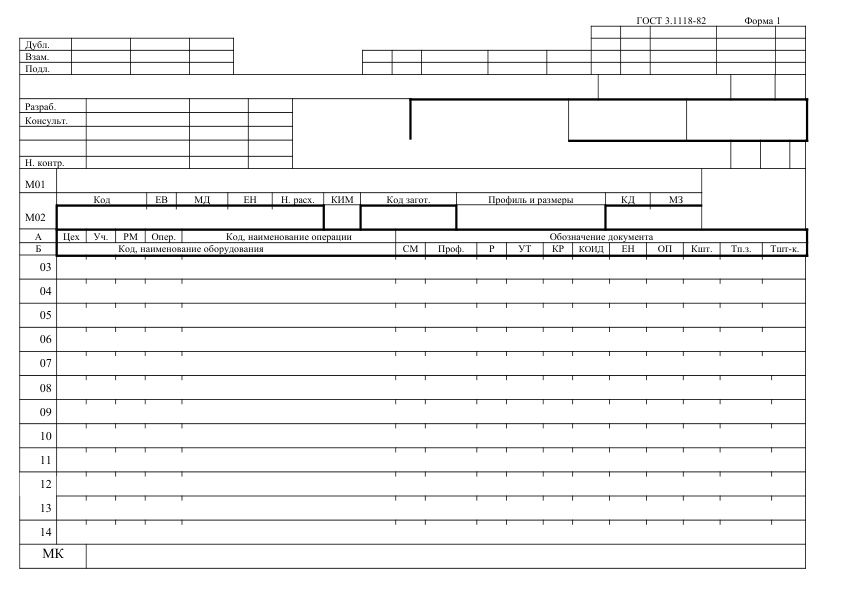 ГОСТ 3.1118-82 Форма 1
Дубл.
Взам.
Подл.
Разраб.
Консульт.
Н. контр.
М01
Код ЕВ МД ЕН Н. расх. КИМ Код загот. Профиль и размеры КД МЗ
М02
А Цех Уч. РМ Опер. Код, наименование операции Обозначение документа
Б Код, наименование оборудования СМ Проф. Р УТ КР КОИД ЕН ОП Кшт. Тп.з. Тшт-к.
03
04
05
06
07
08
09
10
11
12
13
14
МК